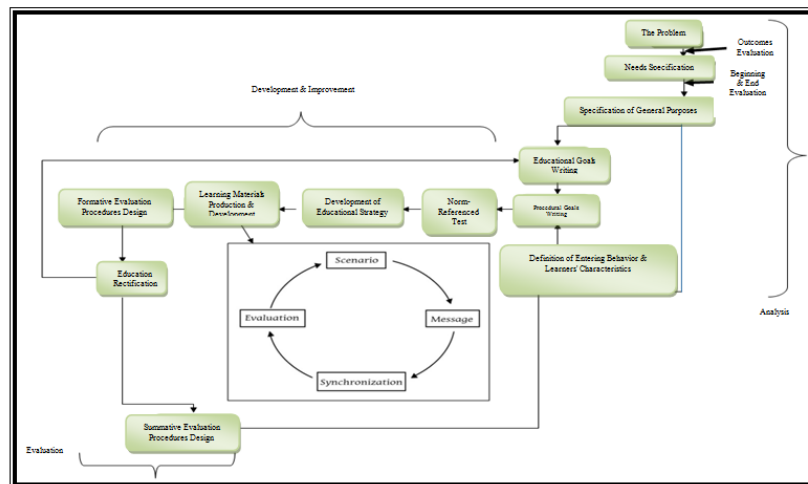 The Problem
Outcomes
Evaluation
Needs Specification
Beginning
& End
Evaluation
Development & Improvement
Specification of General Purposes
Educational Goals
Writing
Formative Evaluation
Procedures Design
Learning Materials
Production &
Development
Development of
Educational Strategy
Norm-
Referenced
Test
Procedural Goals
Writing
Definition of Entering Behavior &
Learners' Characteristics
Education
Rectification
Scenario
Evaluation
Message
Synchronization
Analysis
Summative Evaluation
Procedures Design
Evaluation